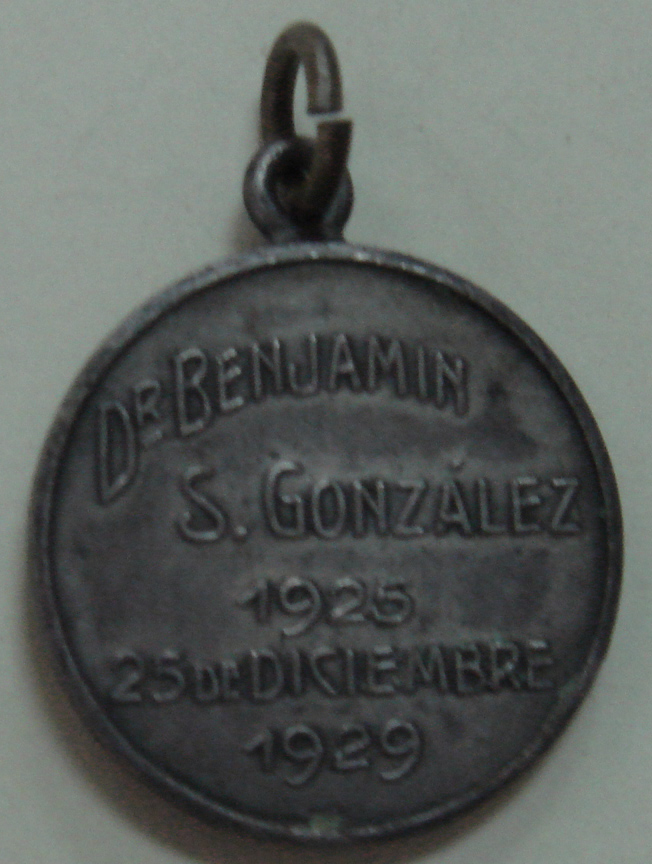 DR BENJAMIN
S. GONZÁLEZ
1925
25 DE DICIEMBRE
1929